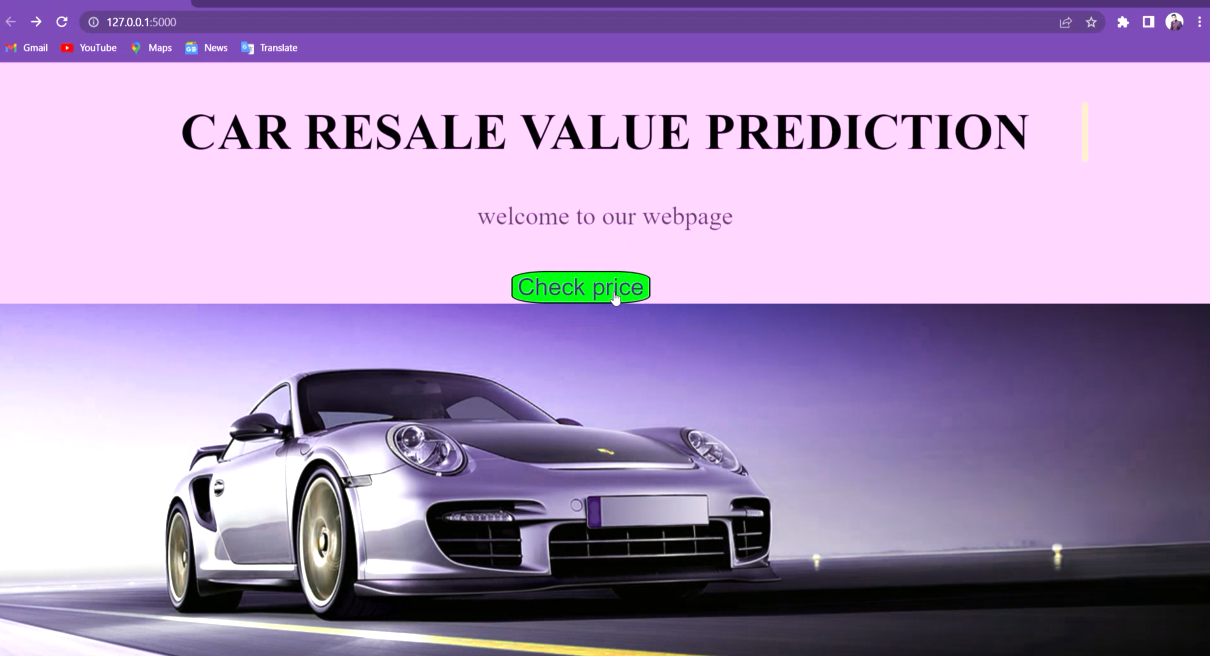 127.0.0.1:5000
Gmail YouTube Maps News Translate
CAR RESALE VALUE PREDICTION
welcome to our webpage
Check price